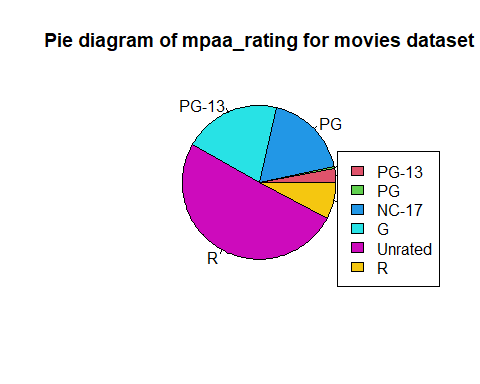 Pie diagram of mpaa_rating for movies dataset
PG-13
PG
R
PG-13
PG
NC-17
G
Unrated
R